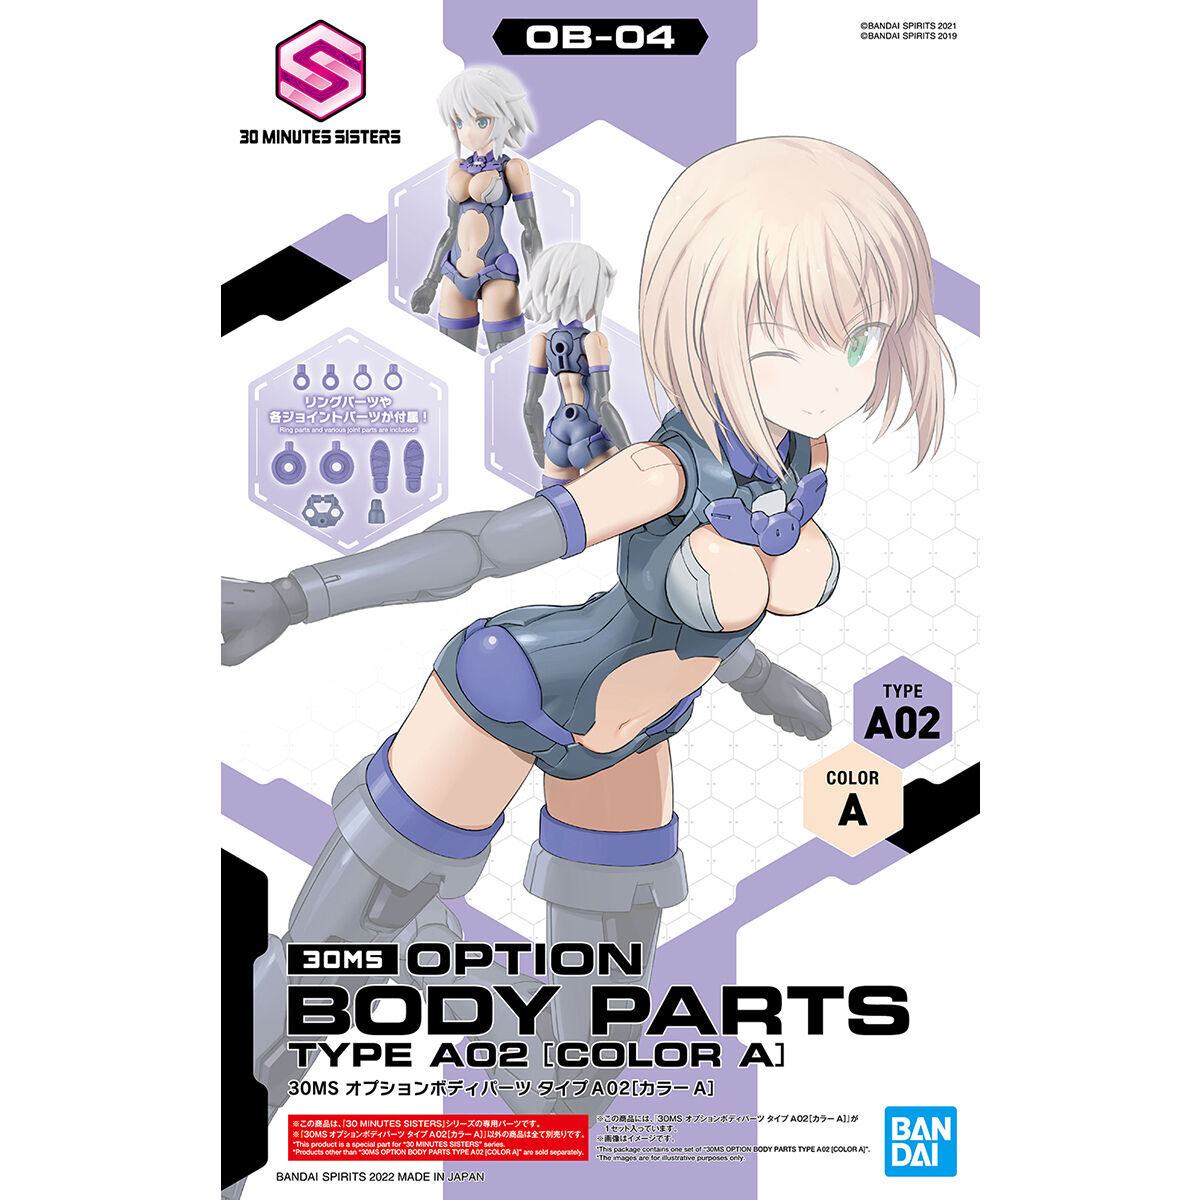 OB-04
©BANDAI SPIRITS 2021
©BANDAI SPIRITS 2019
30 MINUTES SISTERS
リングパーツや
各ジョイントパーツが付属！
Ring parts and various joint parts are included!
TYPE
A02
COLOR
A
30MS OPTION
BODY PARTS
TYPE A02 [COLOR A]
30MS オプションボディパーツ タイプA02[カラーA]
※この商品は、「30 MINUTES SISTERS」シリーズの専用パーツです。
※「30MS オプションボディパーツ タイプA02[カラーA]」以外の商品は全て別売りです。
*This product is a special part for "30 MINUTES SISTERS" series.
*Products other than "30MS OPTION BODY PARTS TYPE A02 [COLOR A]" are sold separately.
※この商品には、「30MS オプションボディパーツ タイプA02[カラーA]」が
1セット入っています。
※画像はイメージです。
*This package contains one set of "30MS OPTION BODY PARTS TYPE A02 [COLOR A]".
*The images are for illustrative purposes only.
BANDAI SPIRITS 2022 MADE IN JAPAN
BAN
DAI